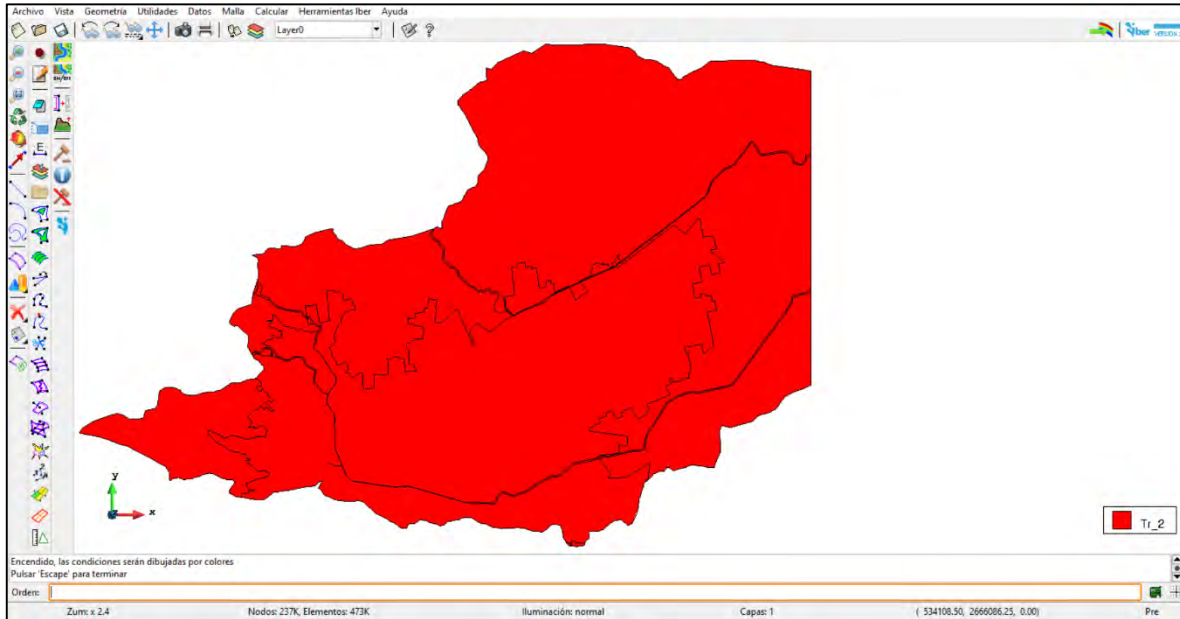 Archivo Vista Geometría Utilidades Datos Malla Calcular Herramientas Iber Ayuda
Layer0
Iber
E
y
x
Tr_2
Encendido, las condiciones serán dibujadas por colores
Pulsar 'Escape' para terminar
Orden:
Zum: x 2.4 Nodos: 237K, Elementos: 473K Iluminación: normal Capas: 1 ( 534108.50, 2666086.25, 0.00) Pre